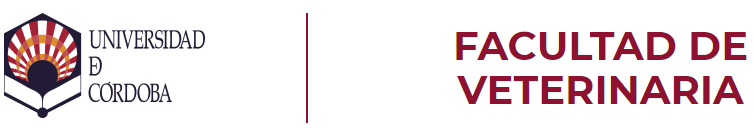 UNIVERSIDAD
DE
CÓRDOBA
FACULTAD DE
VETERINARIA